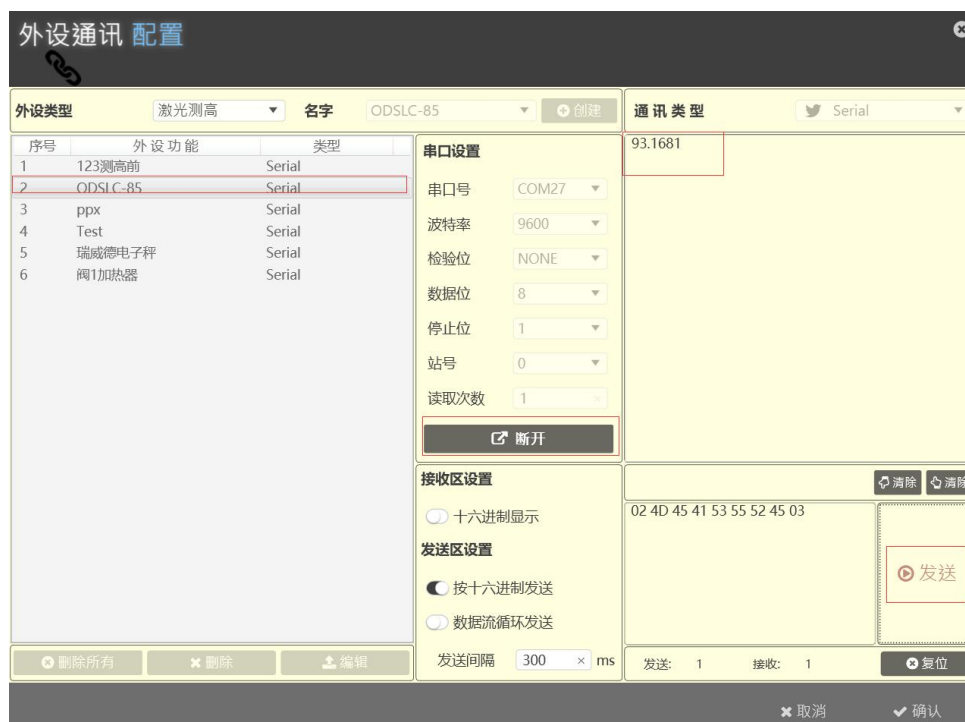 外设通讯 配置
外设类型 激光测高 名字 ODSLC-85 创建 通讯类型 Serial
序号 外设功能 类型
1 123测高前 Serial
2 ODSLC-85 Serial
3 ppx Serial
4 Test Serial
5 瑞威德电子秤 Serial
6 阀1加热器 Serial
删除所有 删除 编辑
串口设置
串口号 COM27
波特率 9600
检验位 NONE
数据位 8
停止位 1
站号 0
读取次数 1
断开
接收区设置
十六进制显示
发送区设置
按十六进制发送
数据流循环发送
发送间隔 300 ms
93.1681
清除 清除
02 4D 45 41 53 55 52 45 03
发送
发送: 1 接收: 1 复位
取消 确认